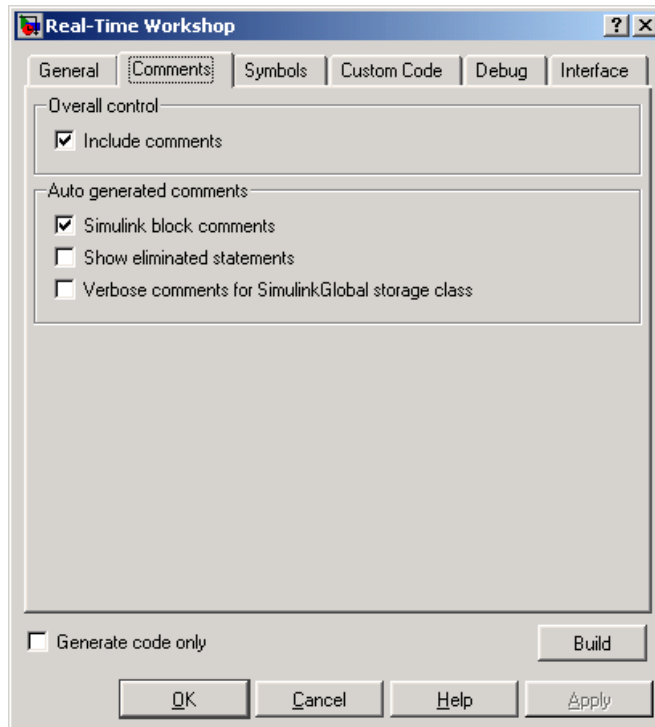 Real-Time Workshop
General Comments Symbols Custom Code Debug Interface
Overall control
Include comments
Auto generated comments
Simulink block comments
Show eliminated statements
Verbose comments for SimulinkGlobal storage class
Generate code only Build
OK Cancel Help Apply